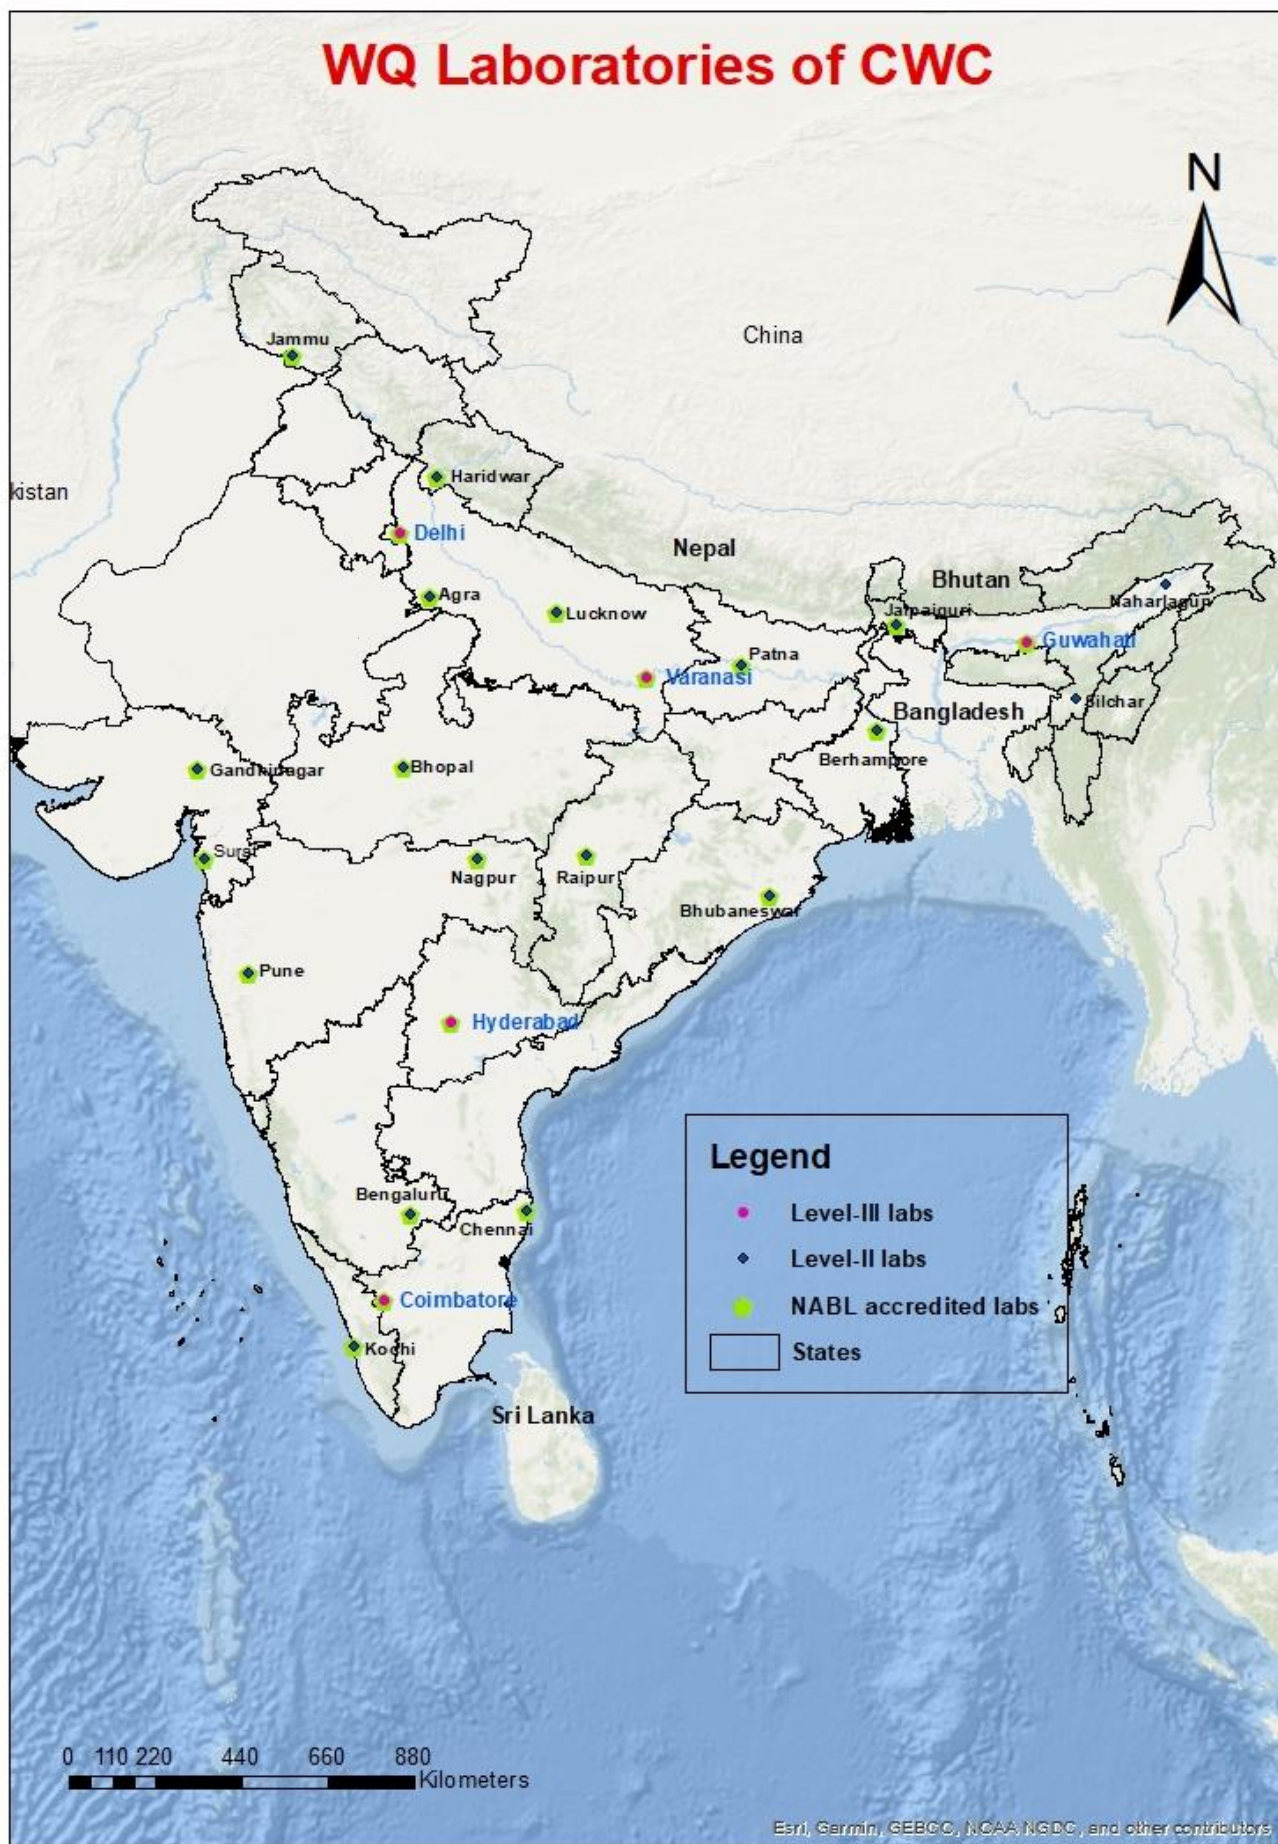 WQ Laboratories of CWC
N
China
Jammu
Haridwar
kistan
Delhi
Nepal
Bhutan
Agra
Lucknow
Naharlagun
Jalpaiguri
Guwahati
Patna
Varanasi
Silchar
Bangladesh
Berhampore
Gandhinagar
Bhopal
Surat
Nagpur
Raipur
Bhubaneswar
Pune
Hyderabad
Bengaluru
Chennai
Coimbatore
Kochi
Sri Lanka
Legend
Level-III labs
Level-II labs
NABL accredited labs
States
0 110 220 440 660 880
Kilometers
Esri, Garmin, GEBCO, NOAA NGDC, and other contributors